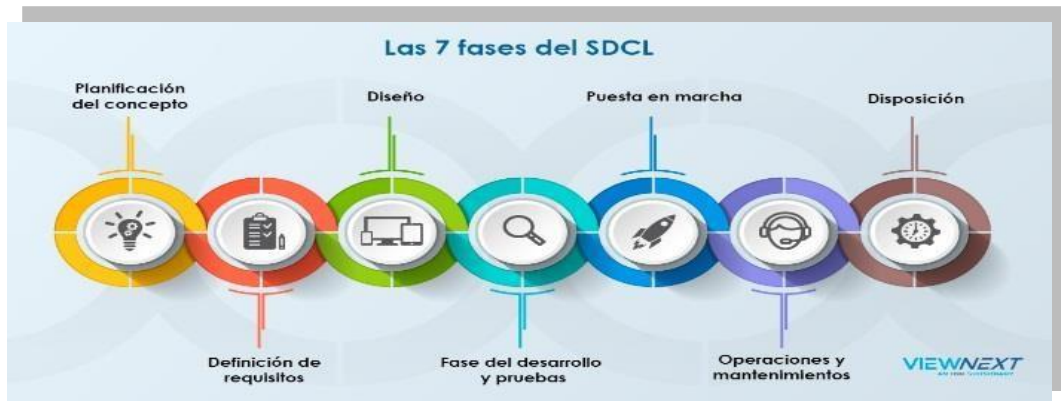 Las 7 fases del SDCL
Planificación
del concepto
Diseño
Puesta en marcha
Disposición
Definición de
requisitos
Fase del desarrollo
y pruebas
Operaciones y
mantenimientos
VIEWNEXT